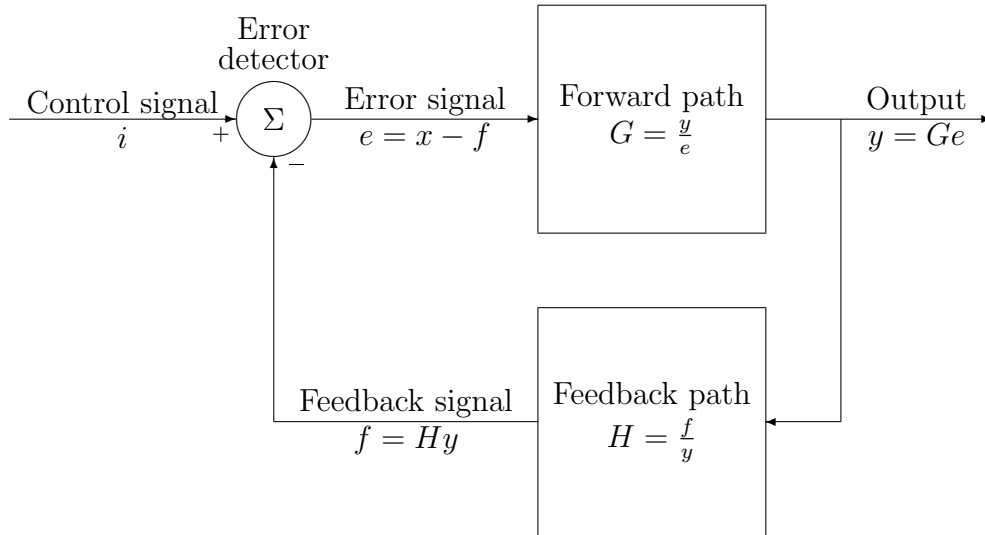 Error
detector
Control signal
i
+
Σ
−
Error signal
e = x − f
Forward path
G = y/e
Output
y = Ge
Feedback signal
f = Hy
Feedback path
H = f/y